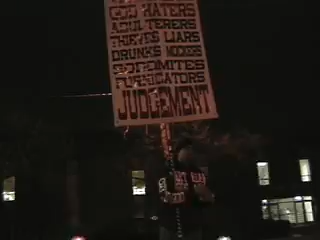 GOD HATERS
ADULTERERS
THIEVES LIARS
DRUNKS MOCKERS
SODOMITES
FORNICATORS
JUDGEMENT